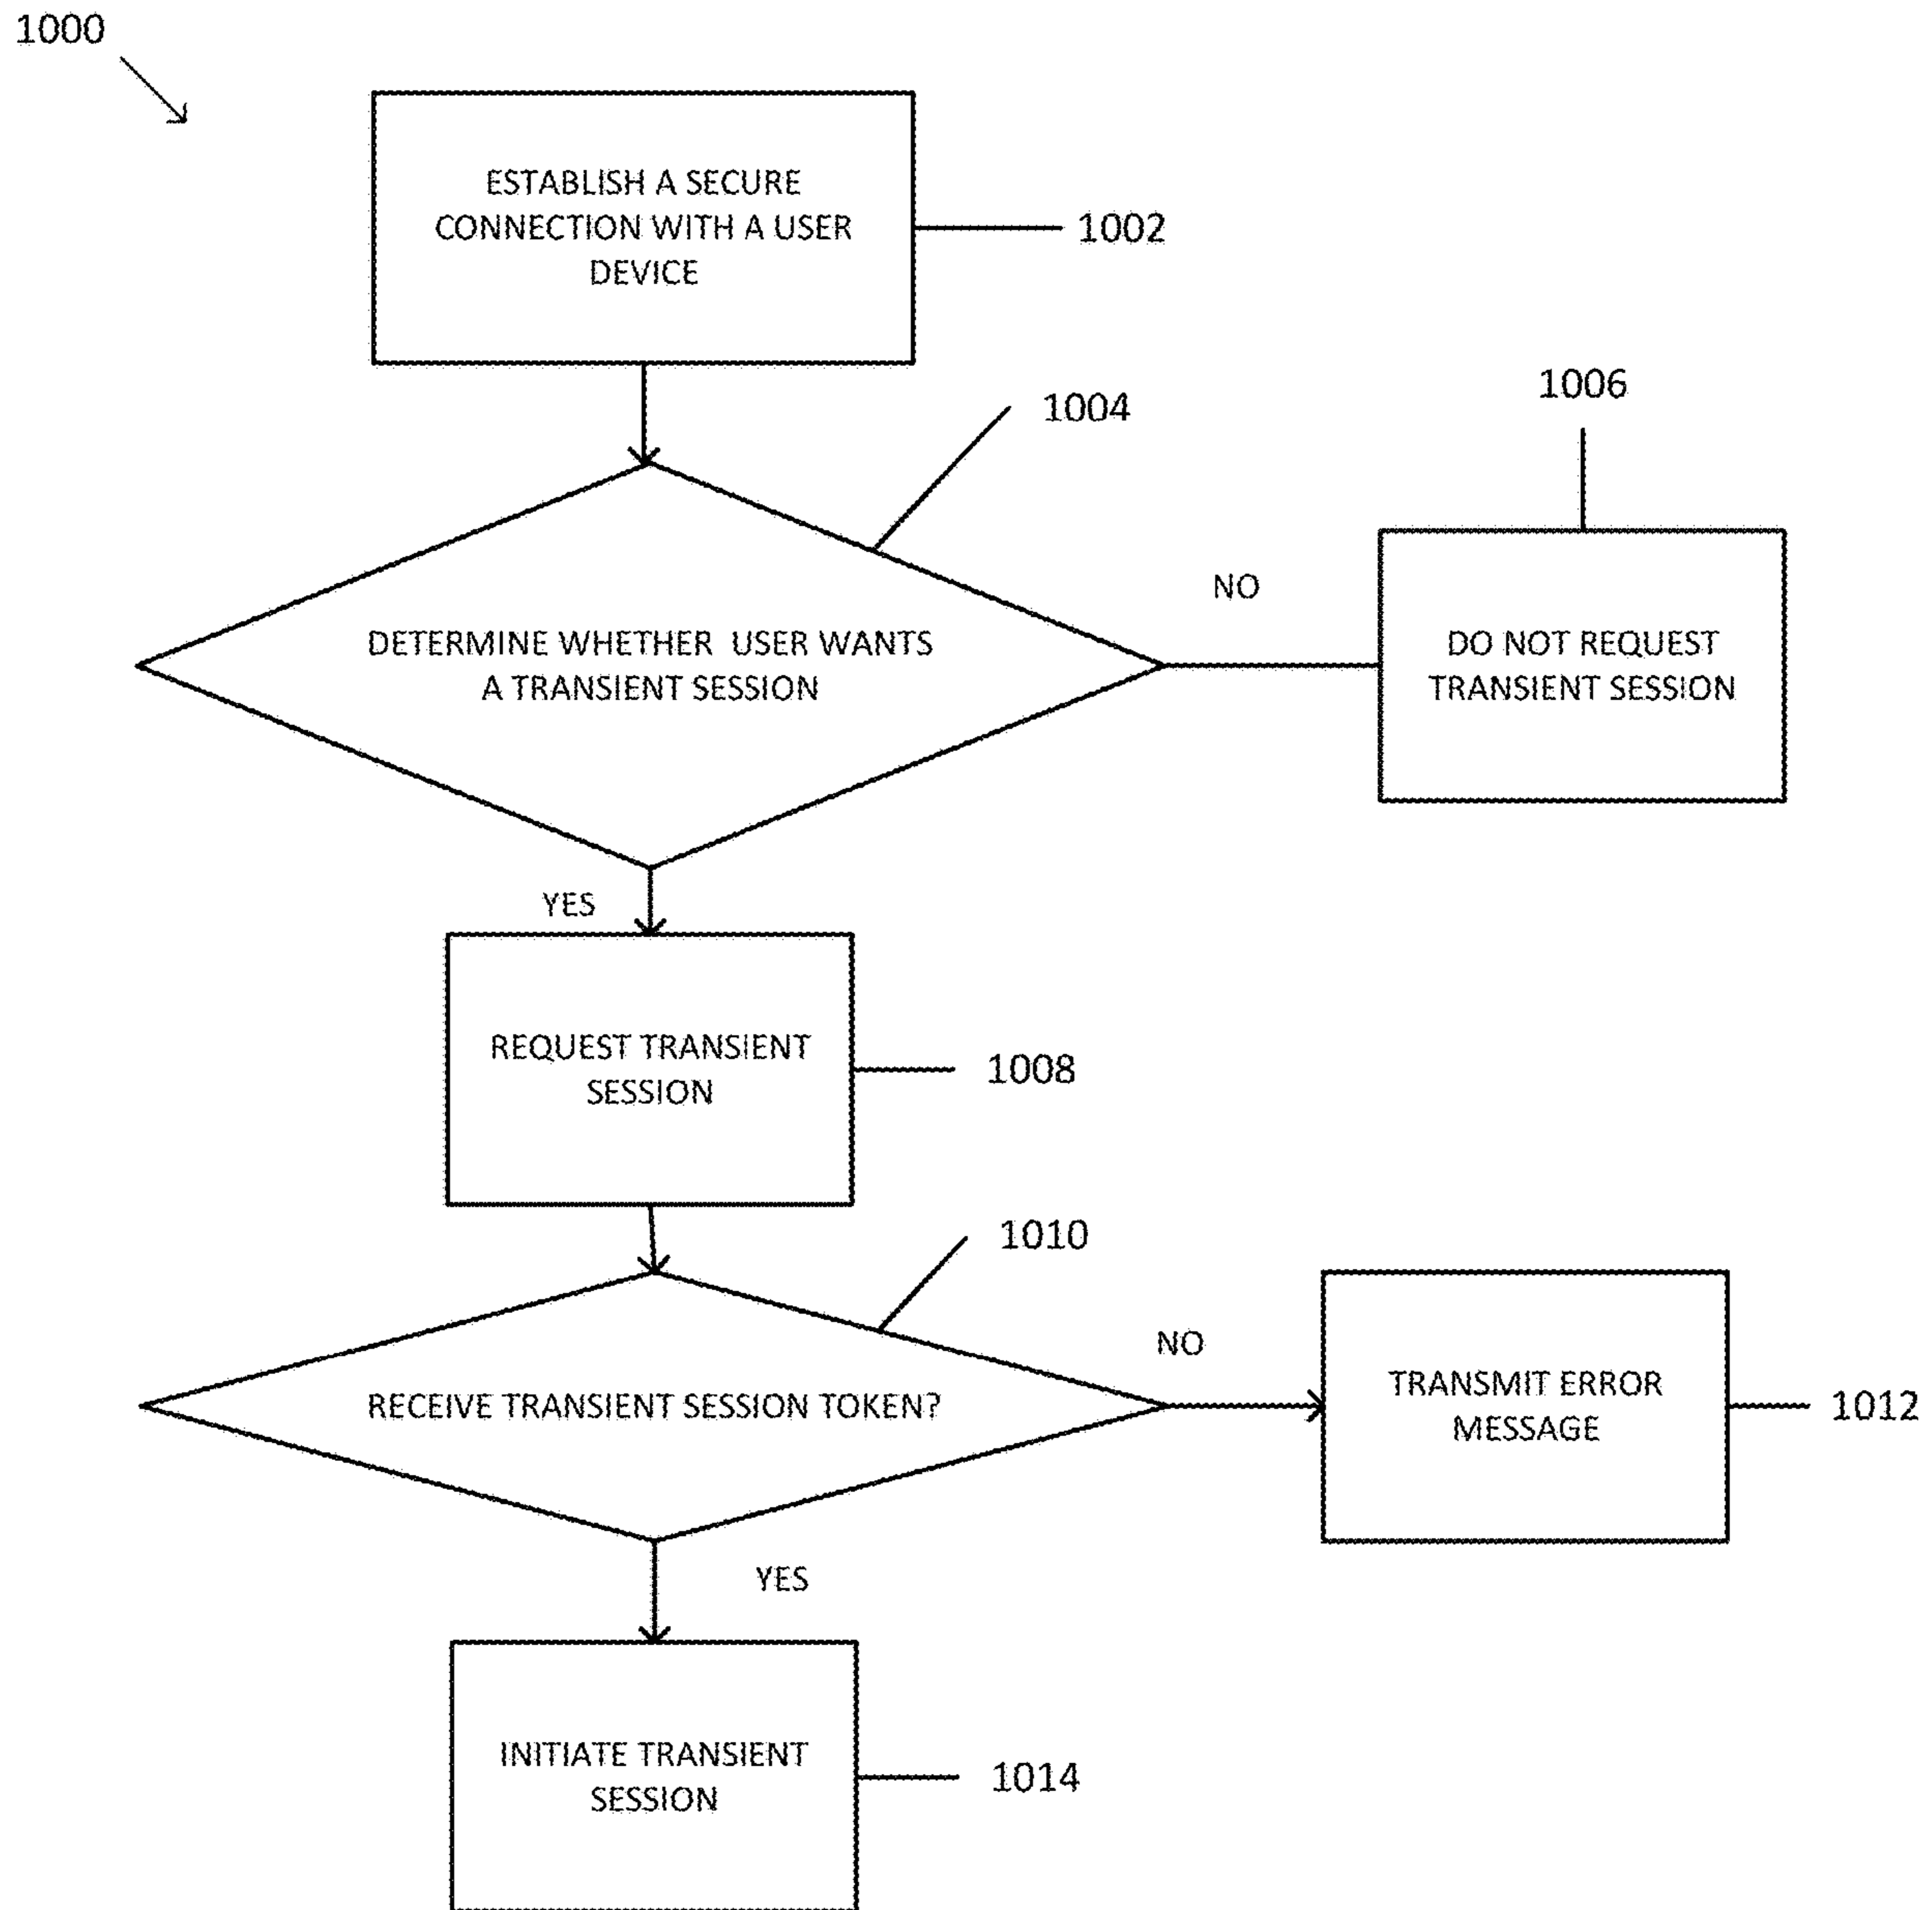 1000
ESTABLISH A SECURE
CONNECTION WITH A USER
DEVICE
1002
1004
1006
DETERMINE WHETHER USER WANTS
A TRANSIENT SESSION
NO
DO NOT REQUEST
TRANSIENT SESSION
YES
REQUEST TRANSIENT
SESSION
1008
1010
RECEIVE TRANSIENT SESSION TOKEN?
NO
TRANSMIT ERROR
MESSAGE
1012
YES
INITIATE TRANSIENT
SESSION
1014